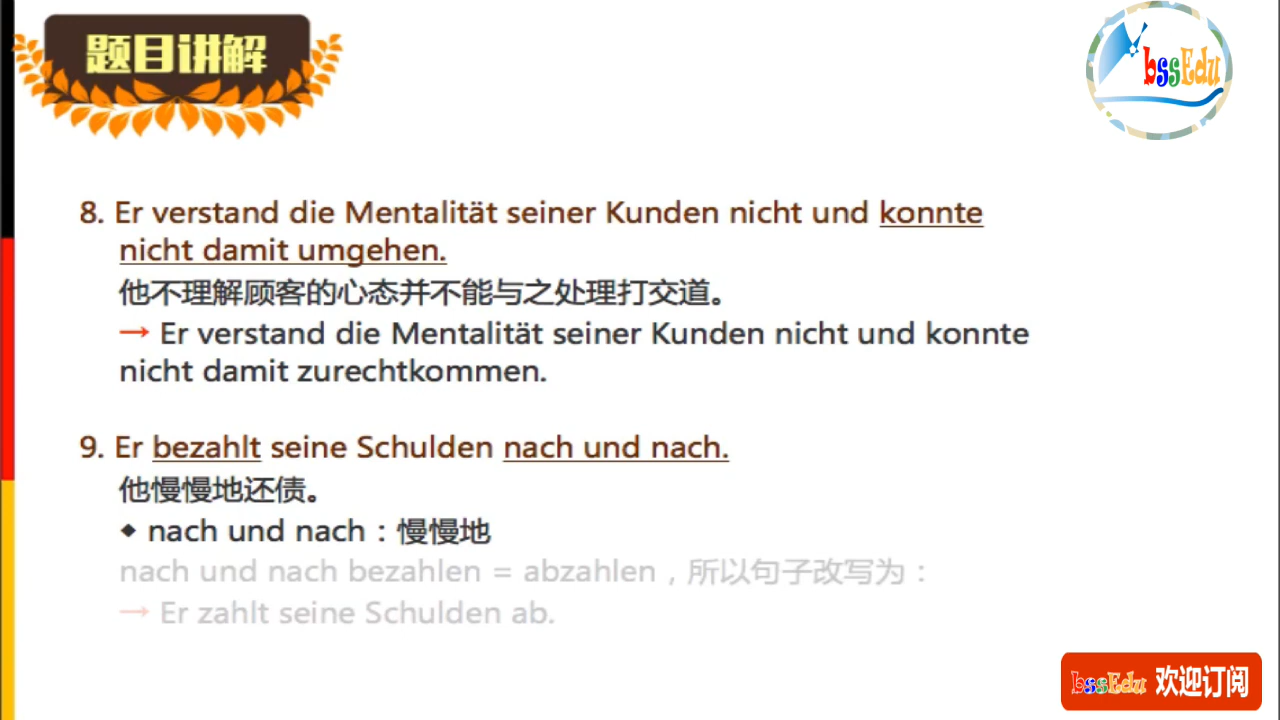 题目讲解
bssEdu
8. Er verstand die Mentalität seiner Kunden nicht und konnte
nicht damit umgehen.
他不理解顾客的心态并不能与之处理打交道。
→ Er verstand die Mentalität seiner Kunden nicht und konnte
nicht damit zurechtkommen.
9. Er bezahlt seine Schulden nach und nach.
他慢慢地还债。
◆ nach und nach：慢慢地
nach und nach bezahlen = abzahlen，所以句子改写为：
→ Er zahlt seine Schulden ab.
bssEdu 欢迎订阅